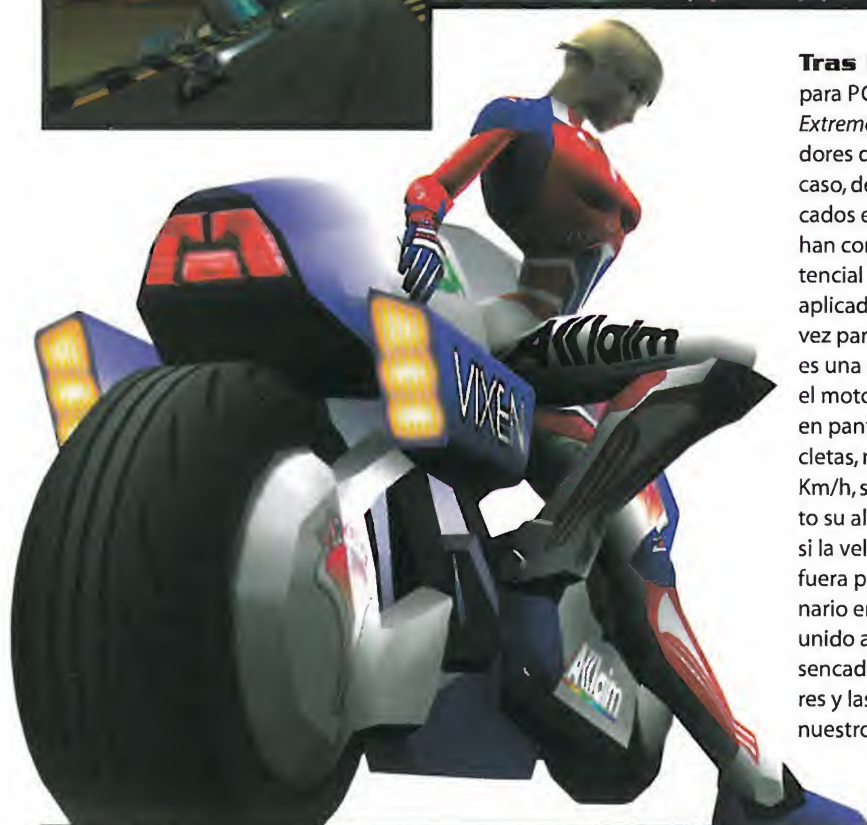 Tras
para PC
Extreme
dores d
caso, de
cados e
han con
tencial
aplicad
vez par
es una
el moto
en pant
cletas, r
Km/h, s
to su al
si la vel
fuera p
nario en
unido a
sencad
res y las
nuestro
Acclaim
VIXEN
Acclaim